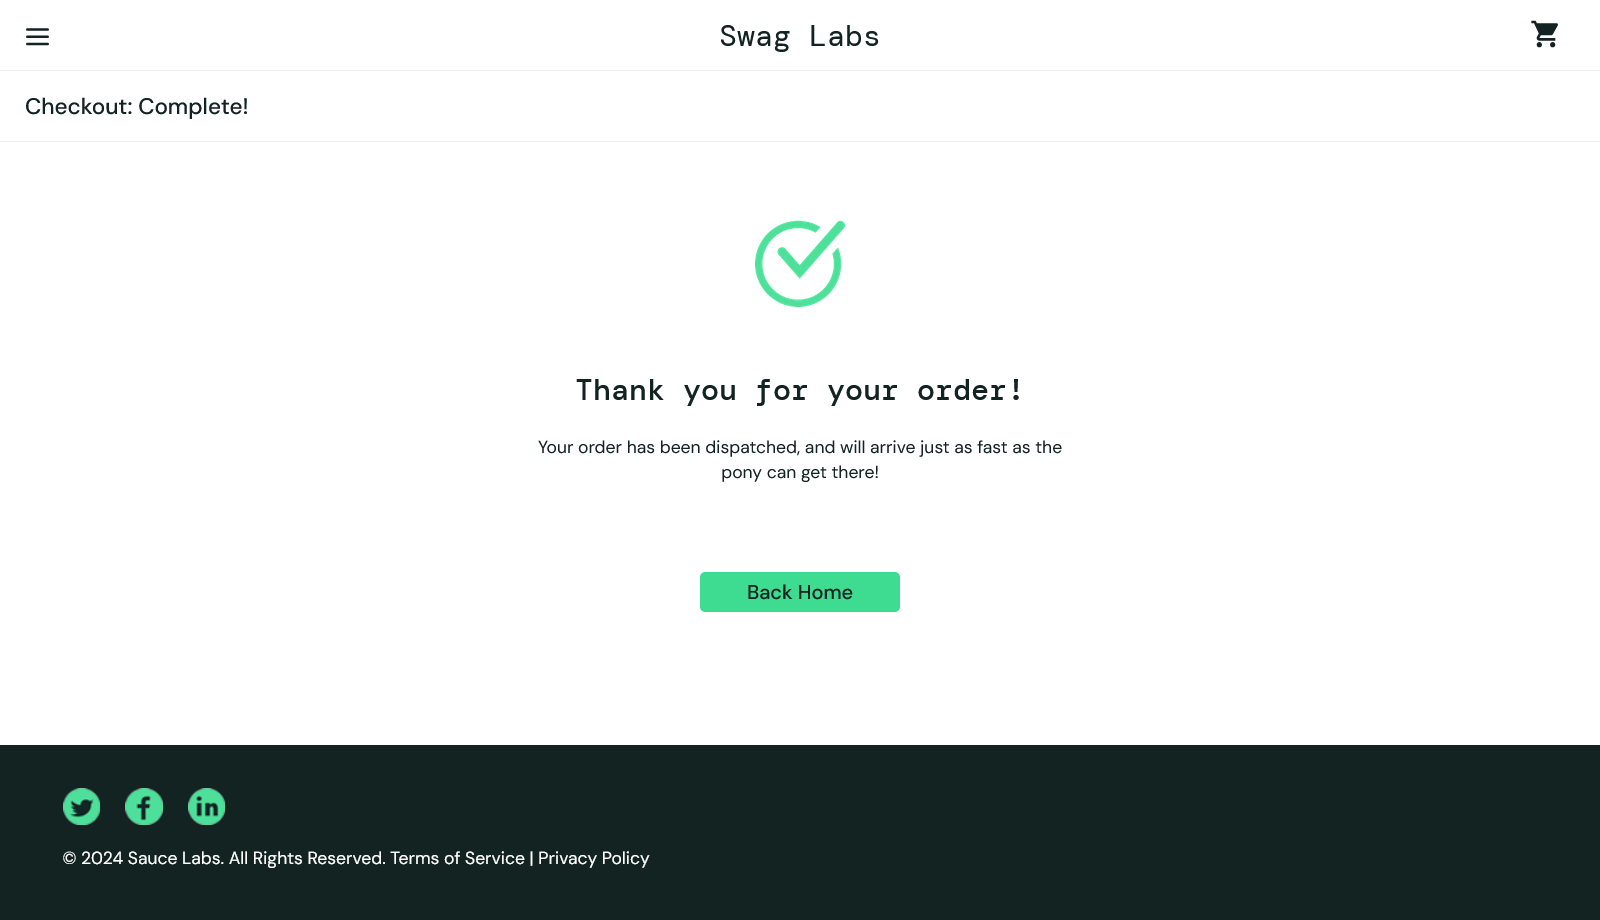 Swag Labs
Checkout: Complete!
Thank you for your order!
Your order has been dispatched, and will arrive just as fast as the
pony can get there!
Back Home
© 2024 Sauce Labs. All Rights Reserved. Terms of Service | Privacy Policy